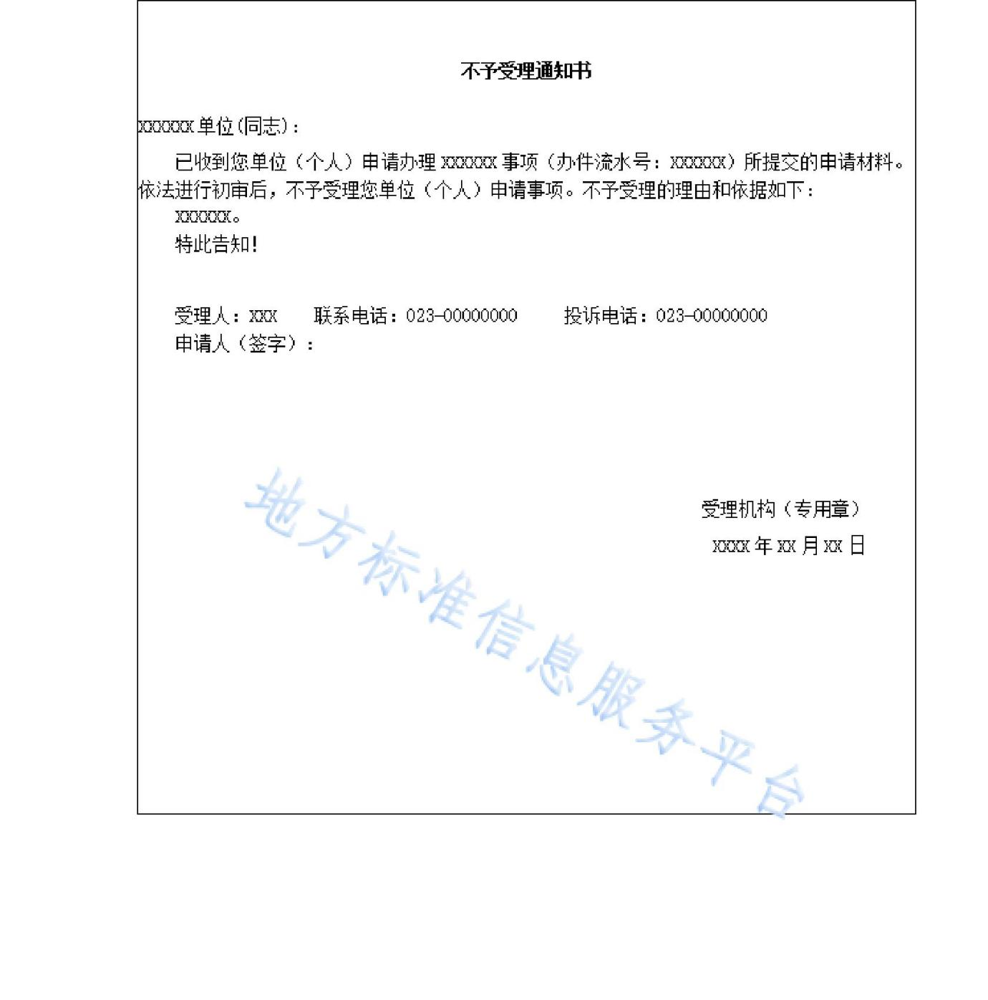 不予受理通知书
XXXXXX单位(同志)：
已收到您单位（个人）申请办理 XXXXXX 事项（办件流水号：XXXXXX）所提交的申请材料。
依法进行初审后，不予受理您单位（个人）申请事项。不予受理的理由和依据如下：
XXXXXX。
特此告知！
受理人：XXX 联系电话：023-00000000 投诉电话：023-00000000
申请人（签字）：
受理机构（专用章）
XXXX 年 XX 月 XX 日
地方标准信息服务平台